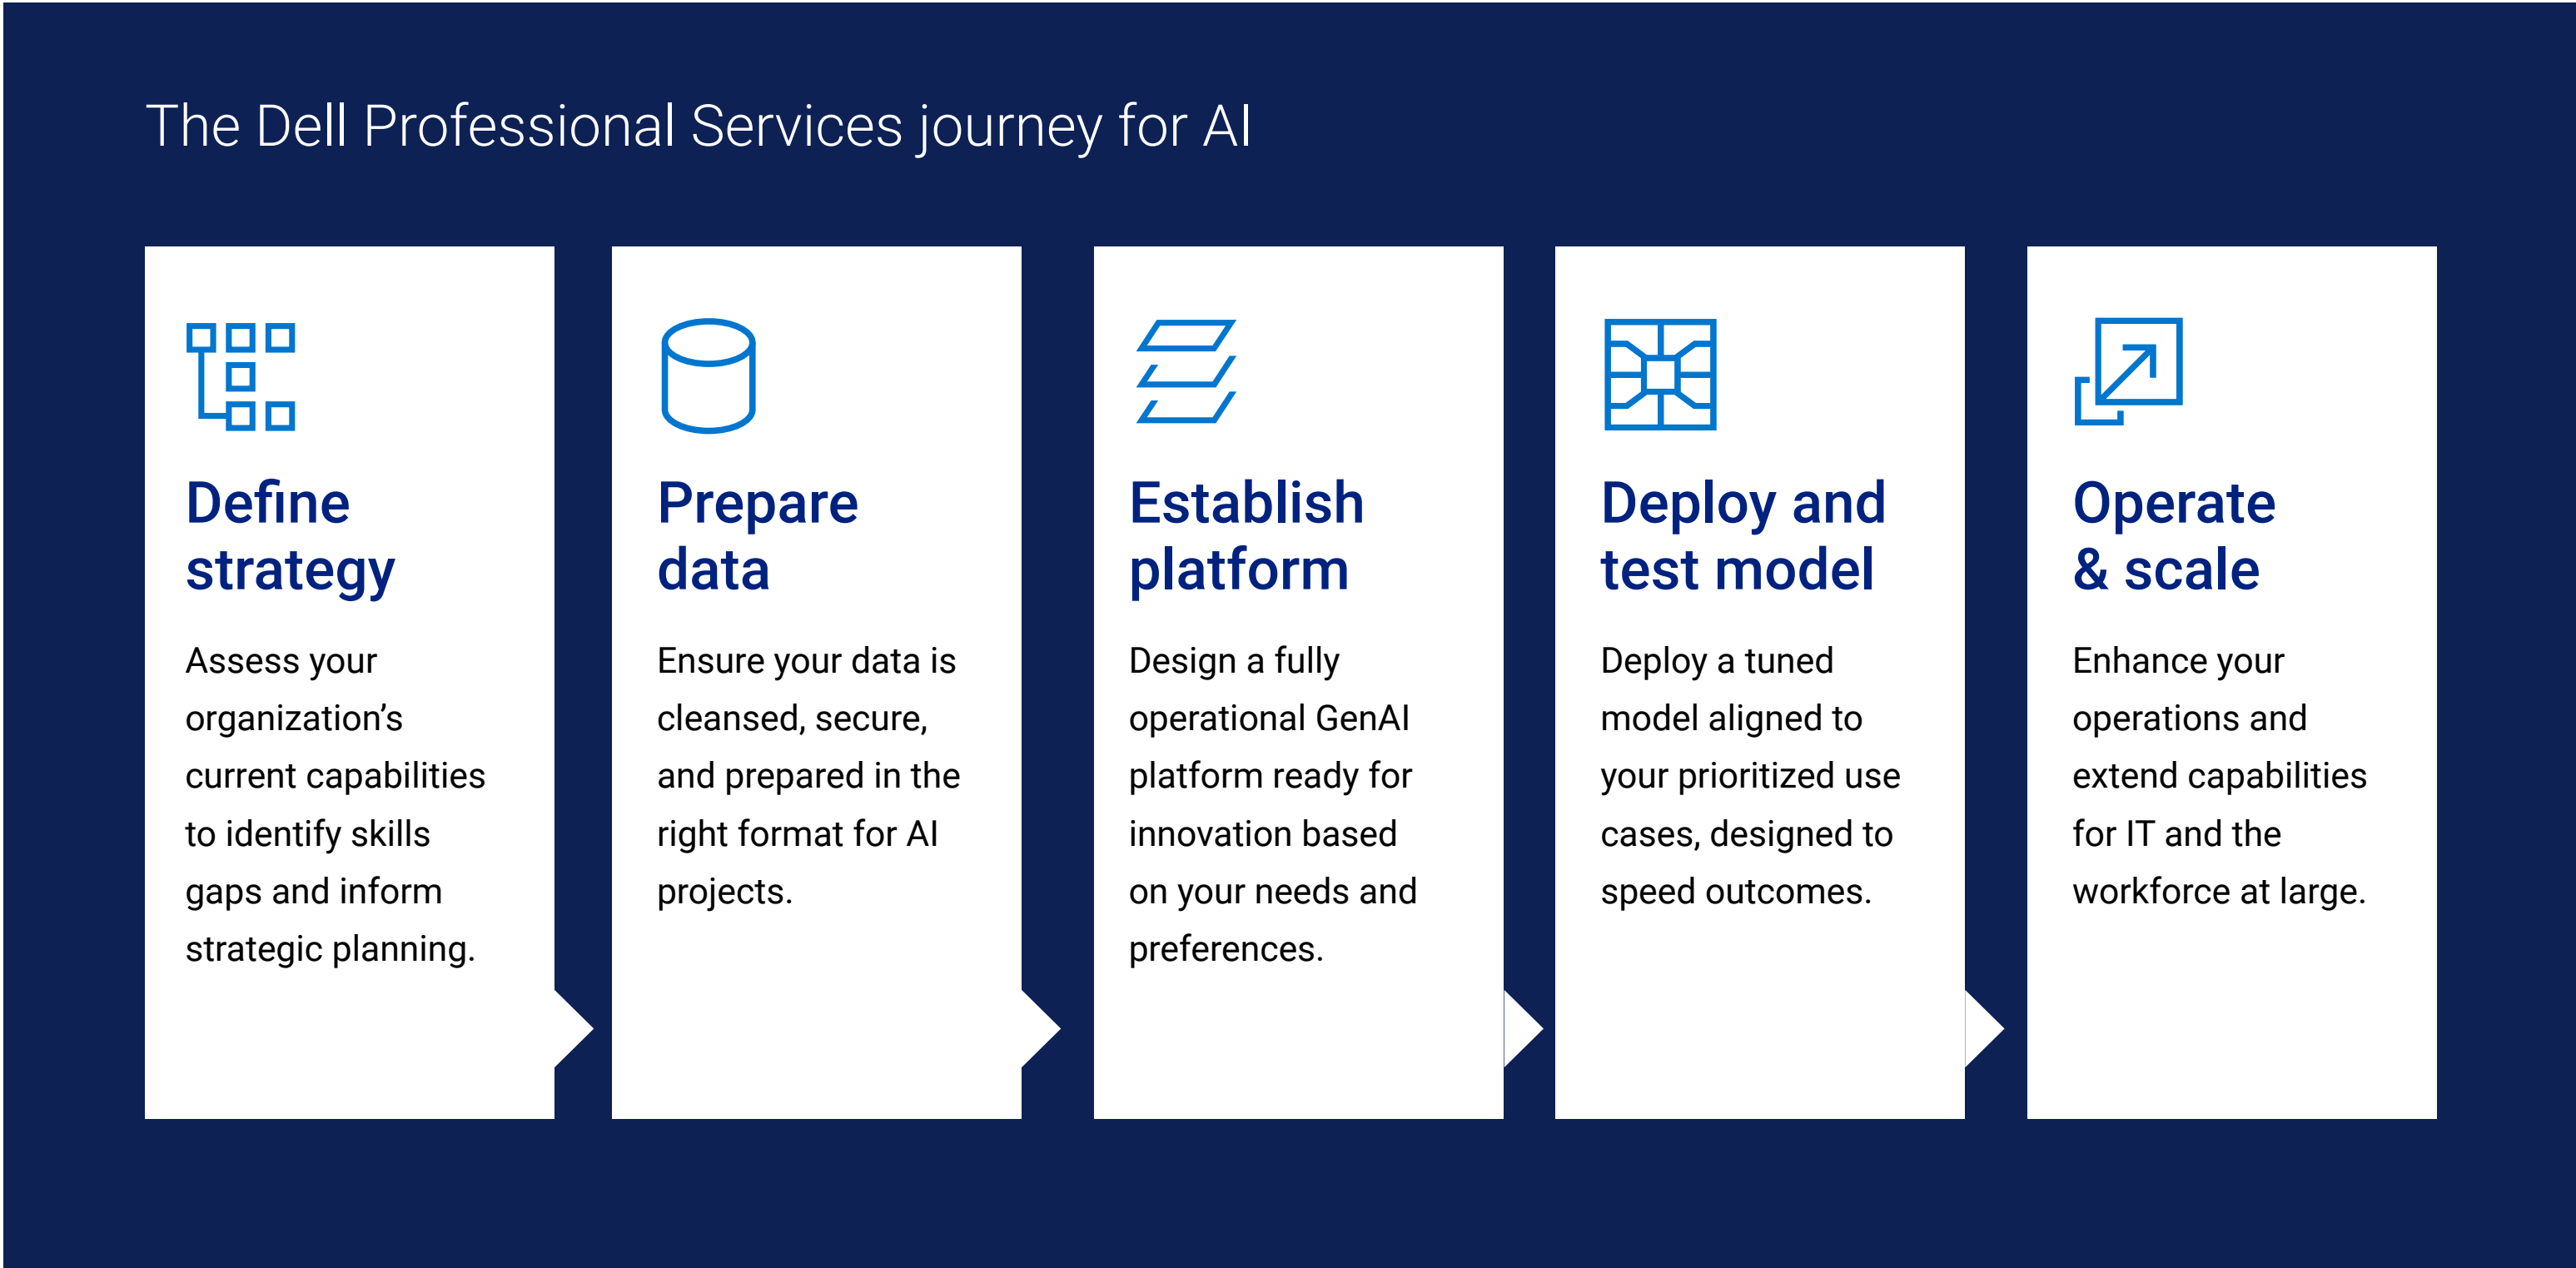 The Dell Professional Services journey for AI
Define
strategy
Assess your
organization’s
current capabilities
to identify skills
gaps and inform
strategic planning.
Prepare
data
Ensure your data is
cleansed, secure,
and prepared in the
right format for AI
projects.
Establish
platform
Design a fully
operational GenAI
platform ready for
innovation based
on your needs and
preferences.
Deploy and
test model
Deploy a tuned
model aligned to
your prioritized use
cases, designed to
speed outcomes.
Operate
& scale
Enhance your
operations and
extend capabilities
for IT and the
workforce at large.